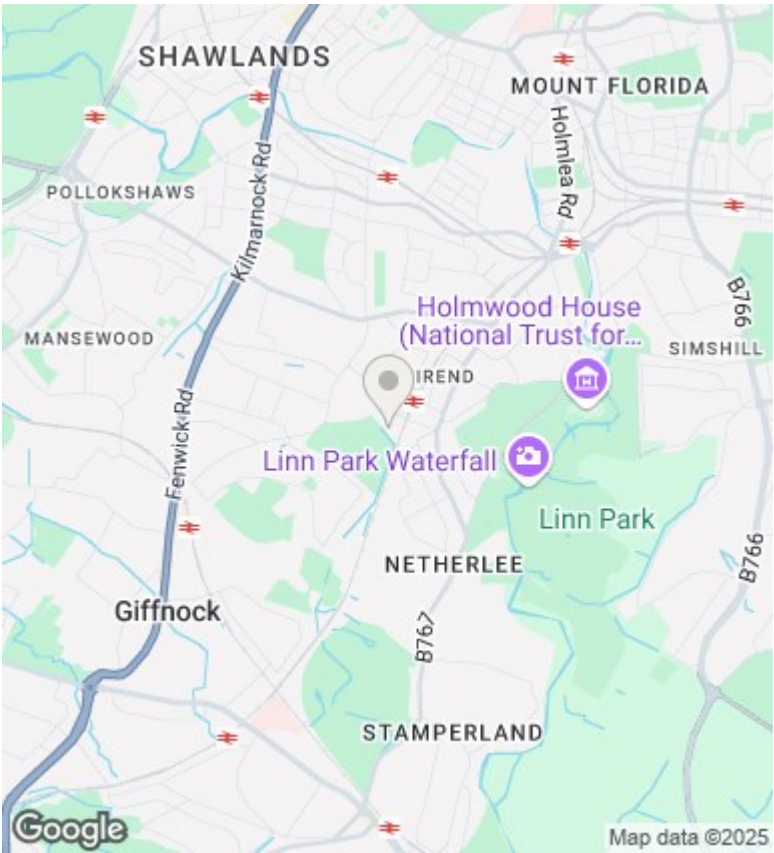 SHAWLANDS
MOUNT FLORIDA
Holmlea Rd
POLLOKSHAWS
Kilmarnock Rd
B766
Holmwood House
(National Trust for...
MANSEWOOD
SIMSHILL
IREND
Fenwick Rd
Linn Park Waterfall
Linn Park
B766
NETHERLEE
Giffnock
B767
STAMPERLAND
Google
Map data ©2025